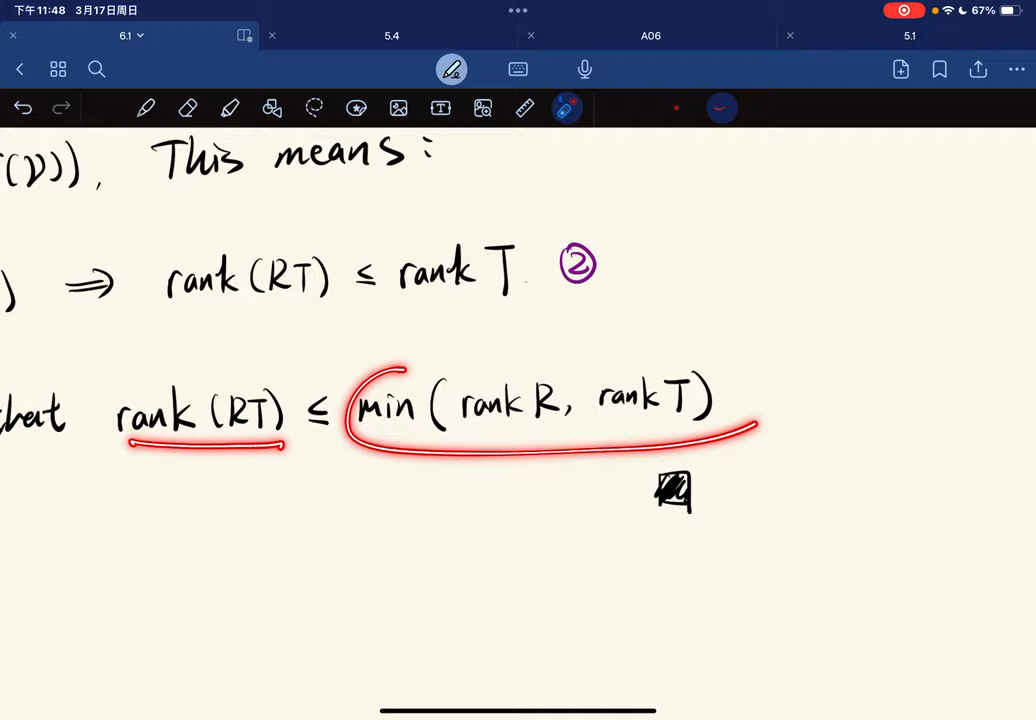 下午11:48 3月17日周日 67%
6.1 5.4 A06 5.1
(V)), This means:
) ⟹ rank(RT) ≤ rank T. ②
that rank(RT) ≤ min(rank R, rank T)